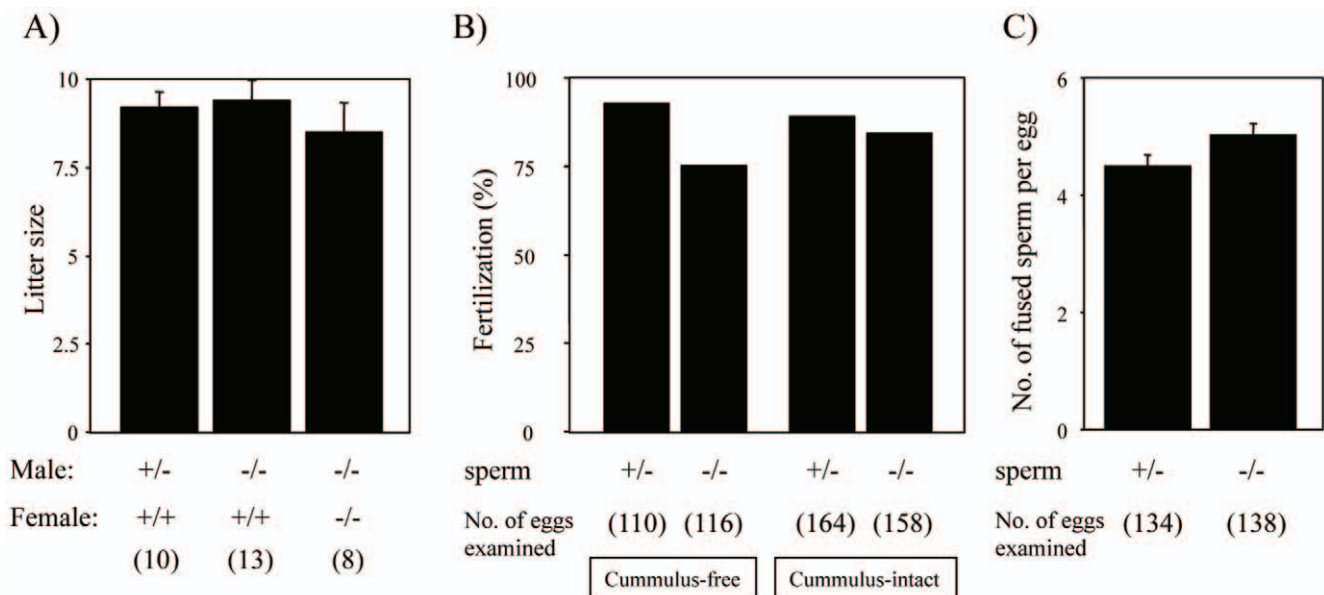 A)
10
7.5
5
2.5
0
Litter size
Male: +/- -/- -/-
Female: +/+ +/+ -/-
(10) (13) (8)
B)
100
75
50
25
0
Fertilization (%)
sperm +/- -/- +/- -/-
No. of eggs
examined
(110) (116) (164) (158)
Cummulus-free Cummulus-intact
C)
6
4
2
0
No. of fused sperm per egg
sperm +/- -/-
No. of eggs
examined
(134) (138)